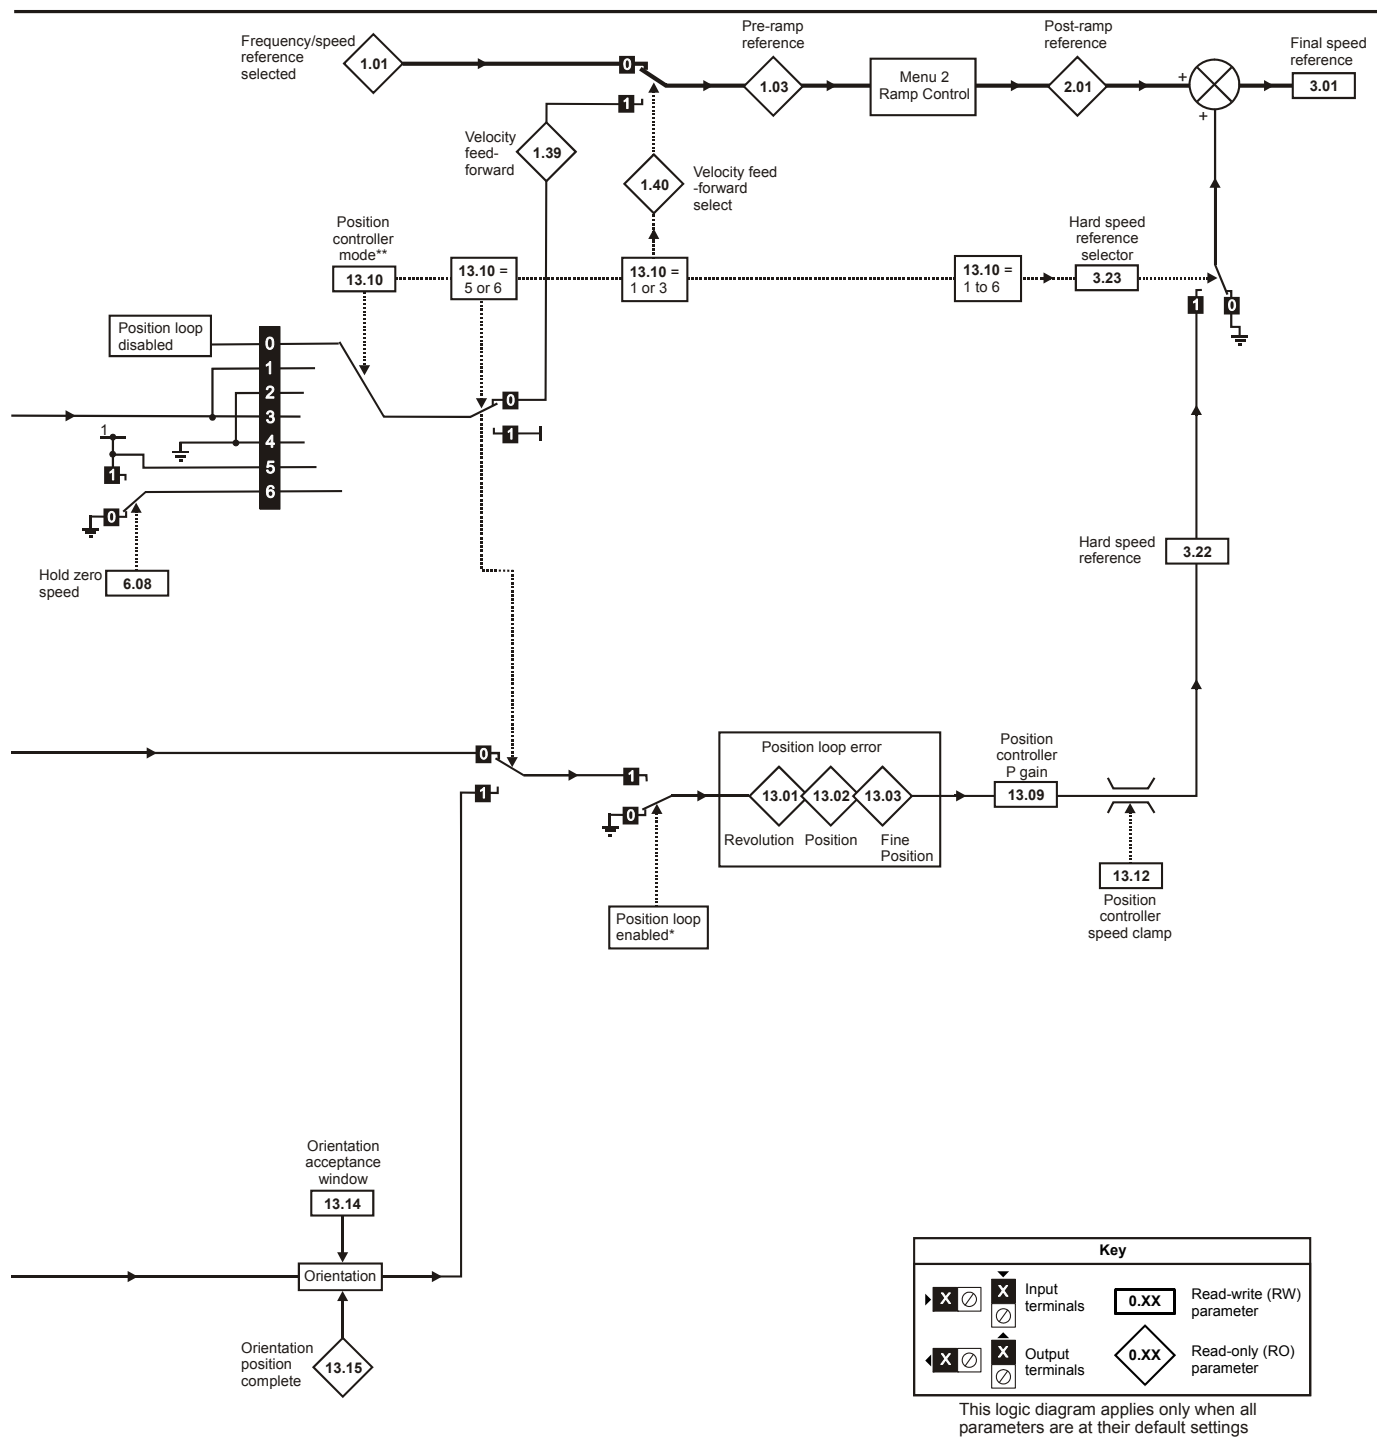 Frequency/speed
reference
selected
1.01
0
1
Pre-ramp
reference
1.03
Menu 2
Ramp Control
Post-ramp
reference
2.01
+
+
Final speed
reference
3.01
Velocity
feed-
forward
1.39
1.40
Velocity feed
-forward
select
Position
controller
mode**
13.10
13.10 =
5 or 6
13.10 =
1 or 3
13.10 =
1 to 6
Hard speed
reference
selector
3.23
1
0
Position loop
disabled
0
1
2
3
4
5
6
0
1
1
1
0
Hold zero
speed
6.08
Hard speed
reference
3.22
0
1
1
0
Position loop error
13.01
13.02
13.03
Revolution
Position
Fine
Position
Position
controller
P gain
13.09
13.12
Position
controller
speed clamp
Position loop
enabled*
Orientation
acceptance
window
13.14
Orientation
Orientation
position
complete
13.15
Key
X
X
Input
terminals
0.XX
Read-write (RW)
parameter
X
X
Output
terminals
0.XX
Read-only (RO)
parameter
This logic diagram applies only when all
parameters are at their default settings